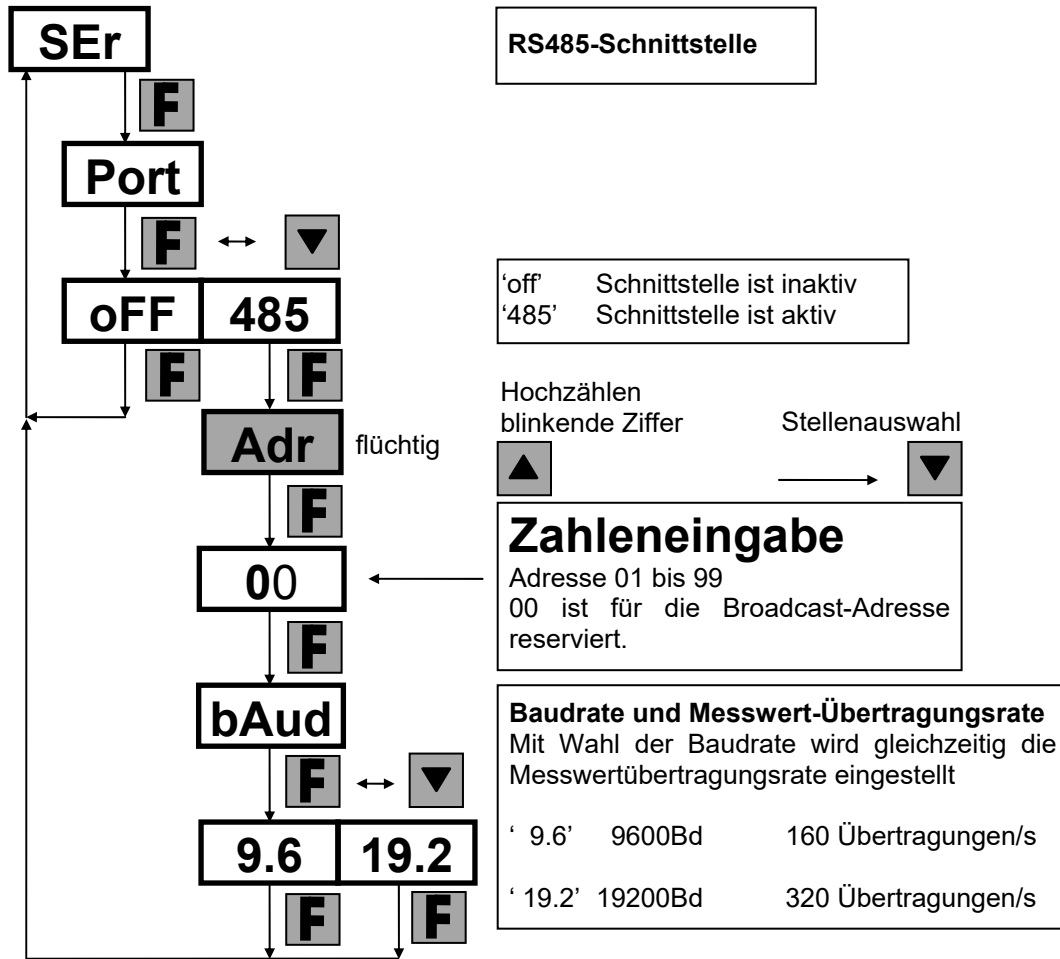 SEr
RS485-Schnittstelle
F
Port
F
oFF 485
‘off’ Schnittstelle ist inaktiv
‘485’ Schnittstelle ist aktiv
F F
Hochzählen
blinkende Ziffer Stellenauswahl
Adr flüchtig
F
Zahleneingabe
Adresse 01 bis 99
00 ist für die Broadcast-Adresse
reserviert.
00
F
bAud
Baudrate und Messwert-Übertragungsrate
Mit Wahl der Baudrate wird gleichzeitig die
Messwertübertragungsrate eingestellt
F
‘ 9.6’ 9600Bd 160 Übertragungen/s
‘ 19.2’ 19200Bd 320 Übertragungen/s
9.6 19.2
F F